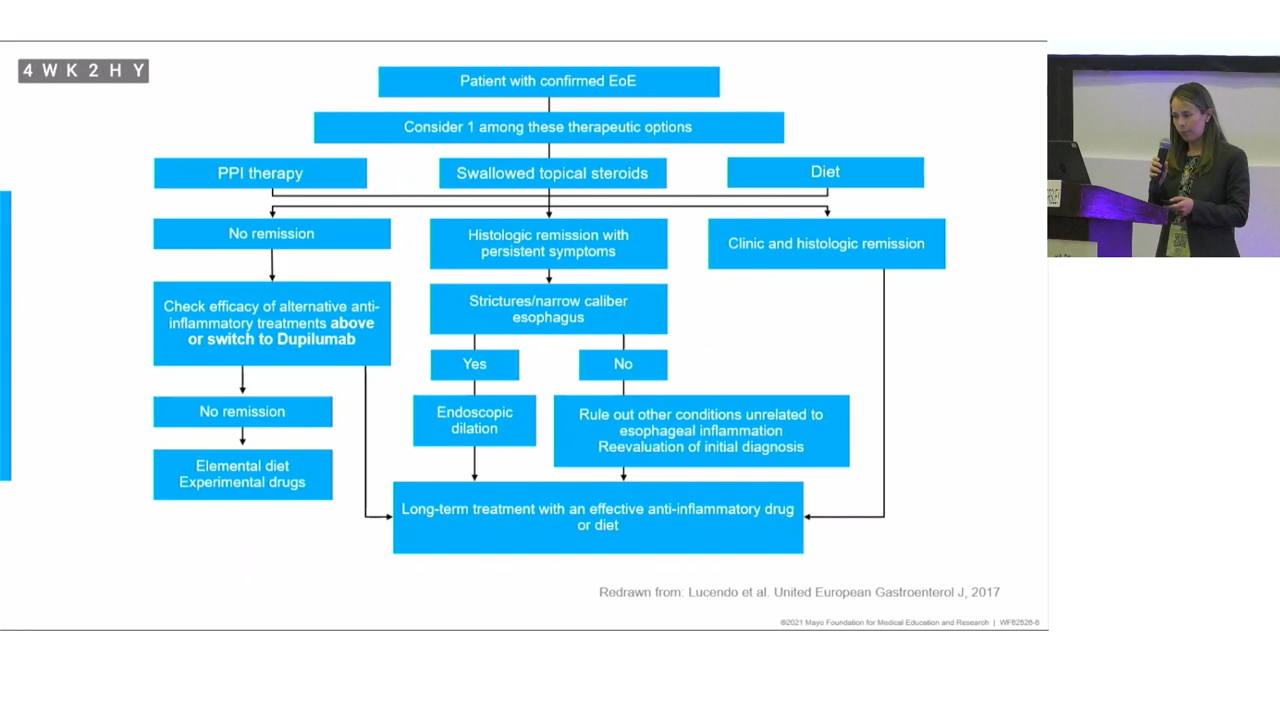 4WK2HY
Patient with confirmed EoE
Consider 1 among these therapeutic options
PPI therapy
Swallowed topical steroids
Diet
No remission
Histologic remission with
persistent symptoms
Clinic and histologic remission
Check efficacy of alternative anti-
inflammatory treatments above
or switch to Dupilumab
Strictures/narrow caliber
esophagus
Yes
No
No remission
Endoscopic
dilation
Rule out other conditions unrelated to
esophageal inflammation
Reevaluation of initial diagnosis
Elemental diet
Experimental drugs
Long-term treatment with an effective anti-inflammatory drug
or diet
Redrawn from: Lucendo et al. United European Gastroenterol J, 2017
©2021 Mayo Foundation for Medical Education and Research | WF62526-6